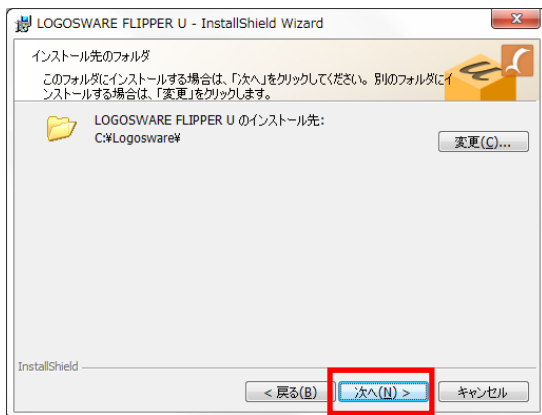 LOGOSWARE FLIPPER U - InstallShield Wizard
インストール先のフォルダ
このフォルダにインストールする場合は、「次へ」をクリックしてください。別のフォルダにイ
ンストールする場合は、「変更」をクリックします。
LOGOSWARE FLIPPER U のインストール先:
C:¥Logosware¥
変更(C)...
InstallShield
< 戻る(B)
次へ(N) >
キャンセル